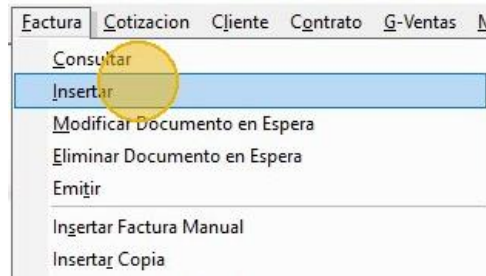 Factura Cotizacion Cliente Contrato G-Ventas
Consultar
Insertar
Modificar Documento en Espera
Eliminar Documento en Espera
Emitir
Insertar Factura Manual
Insertar Copia